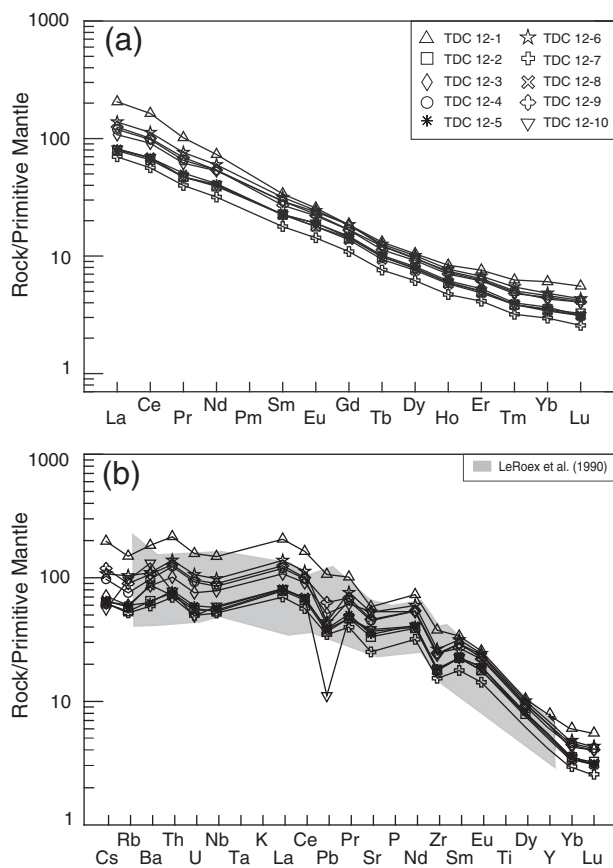 (a)
1000
100
10
1
Rock/Primitive Mantle
TDC 12-1 TDC 12-6
TDC 12-2 TDC 12-7
TDC 12-3 TDC 12-8
TDC 12-4 TDC 12-9
TDC 12-5 TDC 12-10
Ce Nd Sm Gd Dy Er Yb
La Pr Pm Eu Tb Ho Tm Lu
(b)
1000
100
10
1
Rock/Primitive Mantle
LeRoex et al. (1990)
Rb Th Nb K Ce Pr P Zr Eu Dy Yb
Cs Ba U Ta La Pb Sr Nd Sm Ti Y Lu